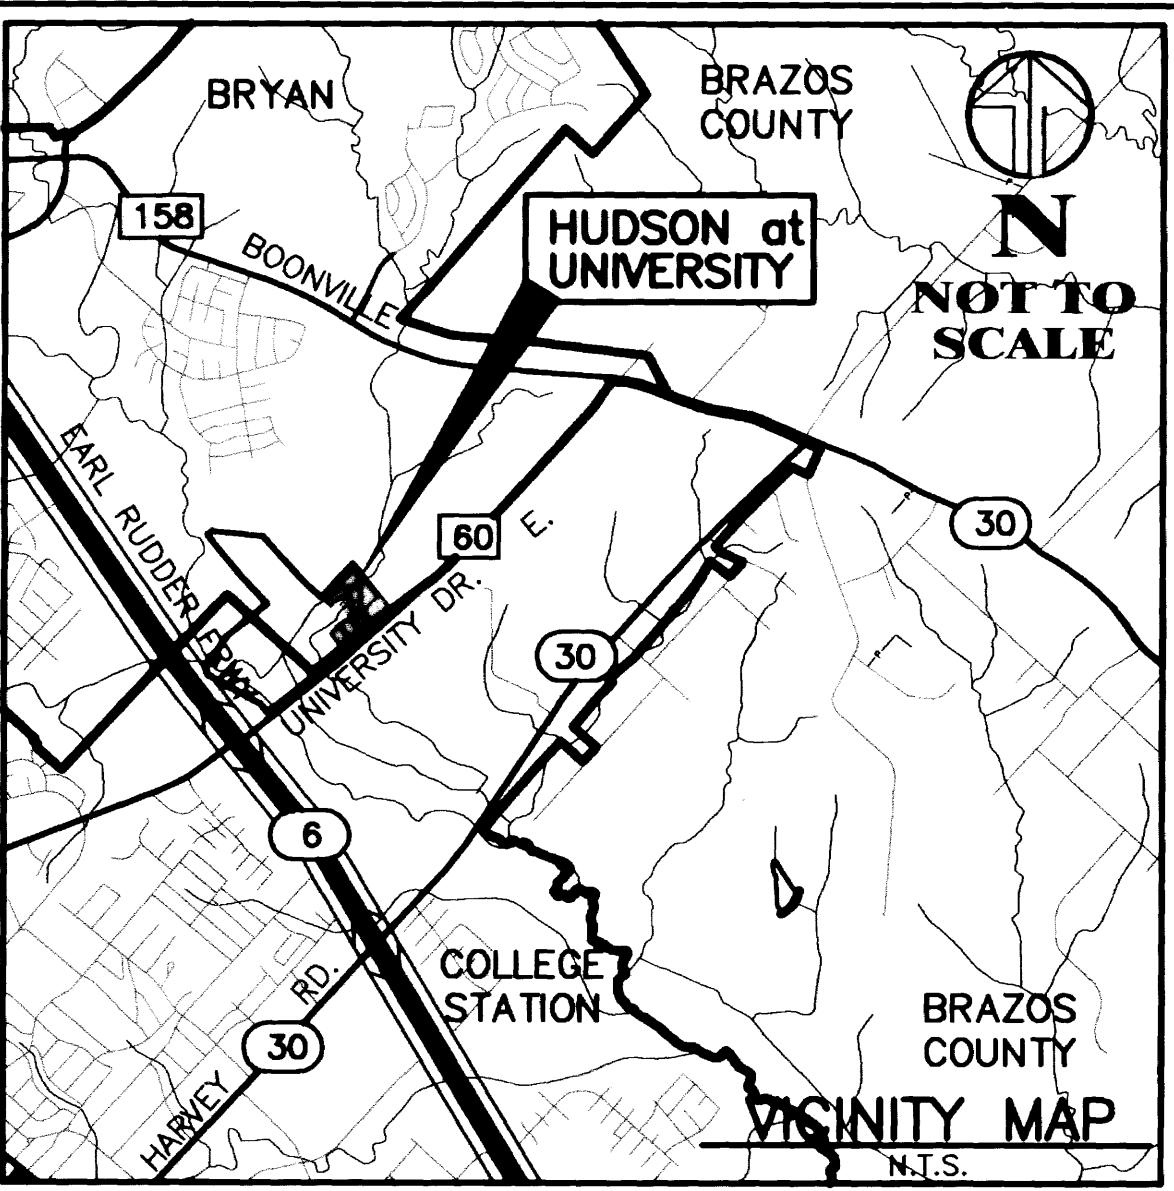 BRYAN
BRAZOS
COUNTY
N
NOT TO
SCALE
158
BOONVILLE
HUDSON at
UNIVERSITY
EARL RUDDER FRWY.
60
UNIVERSITY DR. E.
30
30
6
COLLEGE
STATION
HARVEY RD.
30
BRAZOS
COUNTY
VICINITY MAP
N.T.S.